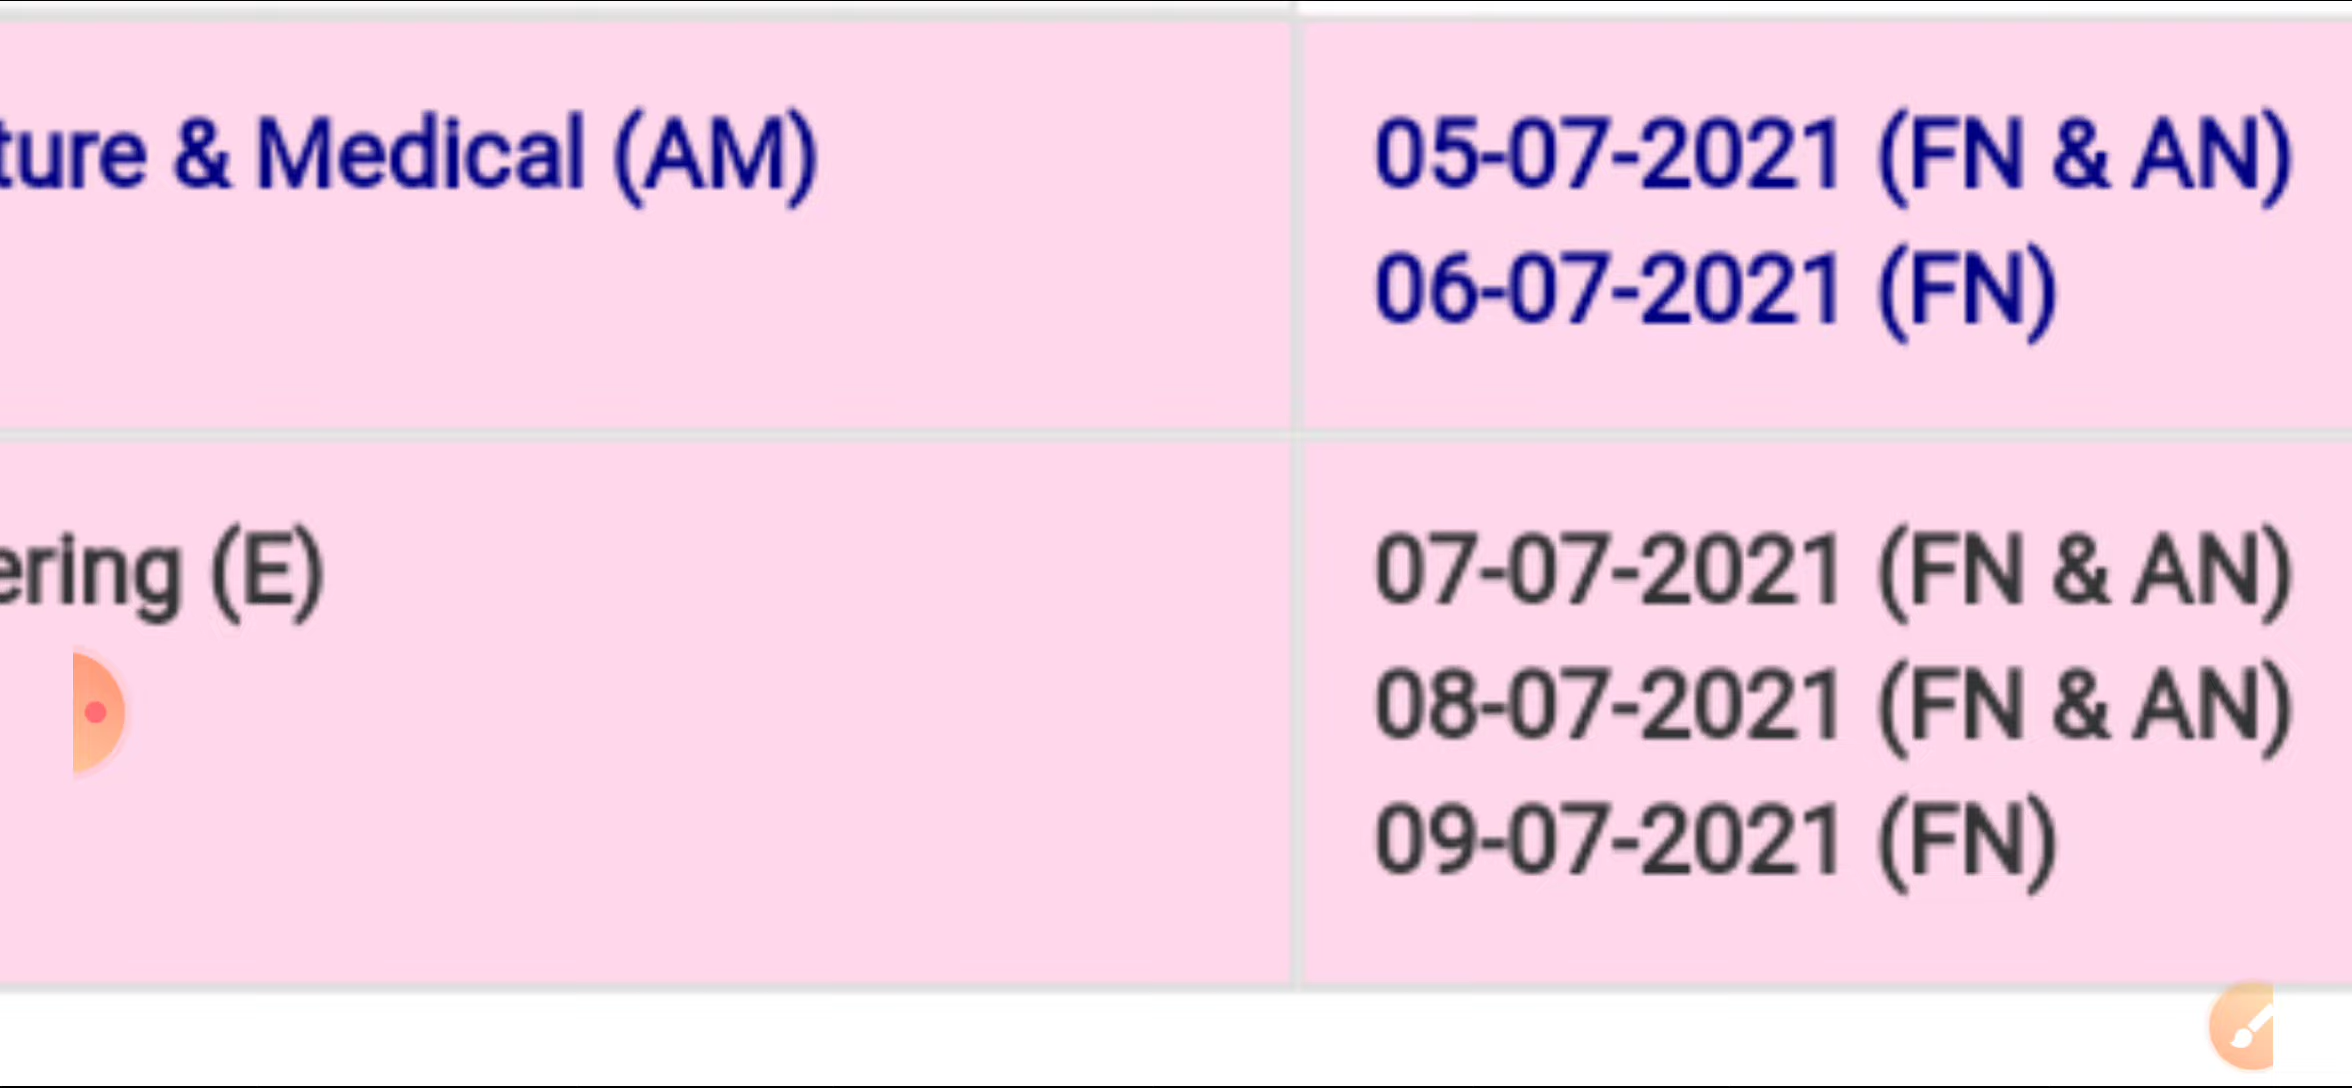 ture & Medical (AM)
05-07-2021 (FN & AN)
06-07-2021 (FN)
ering (E)
07-07-2021 (FN & AN)
08-07-2021 (FN & AN)
09-07-2021 (FN)